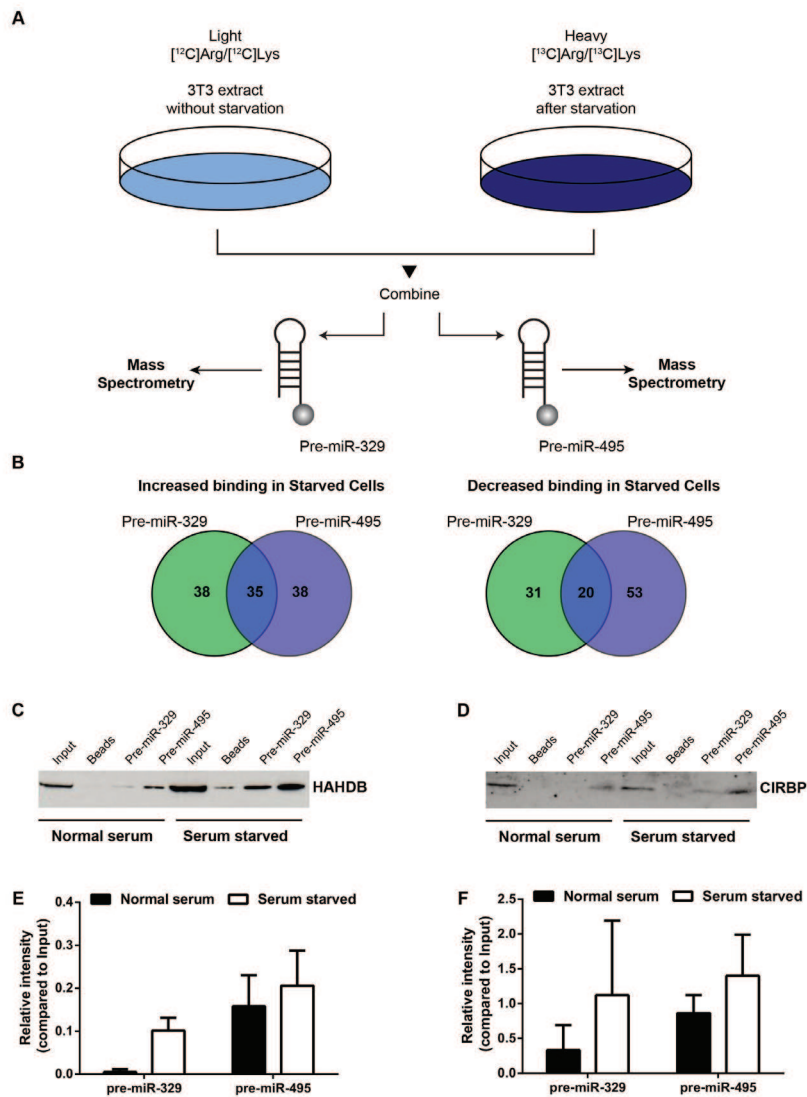 A
Light
[¹²C]Arg/[¹²C]Lys
3T3 extract
without starvation
Heavy
[¹³C]Arg/[¹³C]Lys
3T3 extract
after starvation
Combine
Mass
Spectrometry
Mass
Spectrometry
Pre-miR-329
Pre-miR-495
B
Increased binding in Starved Cells
Pre-miR-329
Pre-miR-495
38
35
38
Decreased binding in Starved Cells
Pre-miR-329
Pre-miR-495
31
20
53
C
Input
Beads
Pre-miR-329
Pre-miR-495
Input
Beads
Pre-miR-329
Pre-miR-495
HAHDB
Normal serum
Serum starved
D
Input
Beads
Pre-miR-329
Pre-miR-495
Input
Beads
Pre-miR-329
Pre-miR-495
CIRBP
Normal serum
Serum starved
E
Normal serum
Serum starved
Relative intensity
(compared to Input)
0.4
0.3
0.2
0.1
0.0
pre-miR-329
pre-miR-495
F
Normal serum
Serum starved
Relative intensity
(compared to Input)
2.5
2.0
1.5
1.0
0.5
0.0
pre-miR-329
pre-miR-495